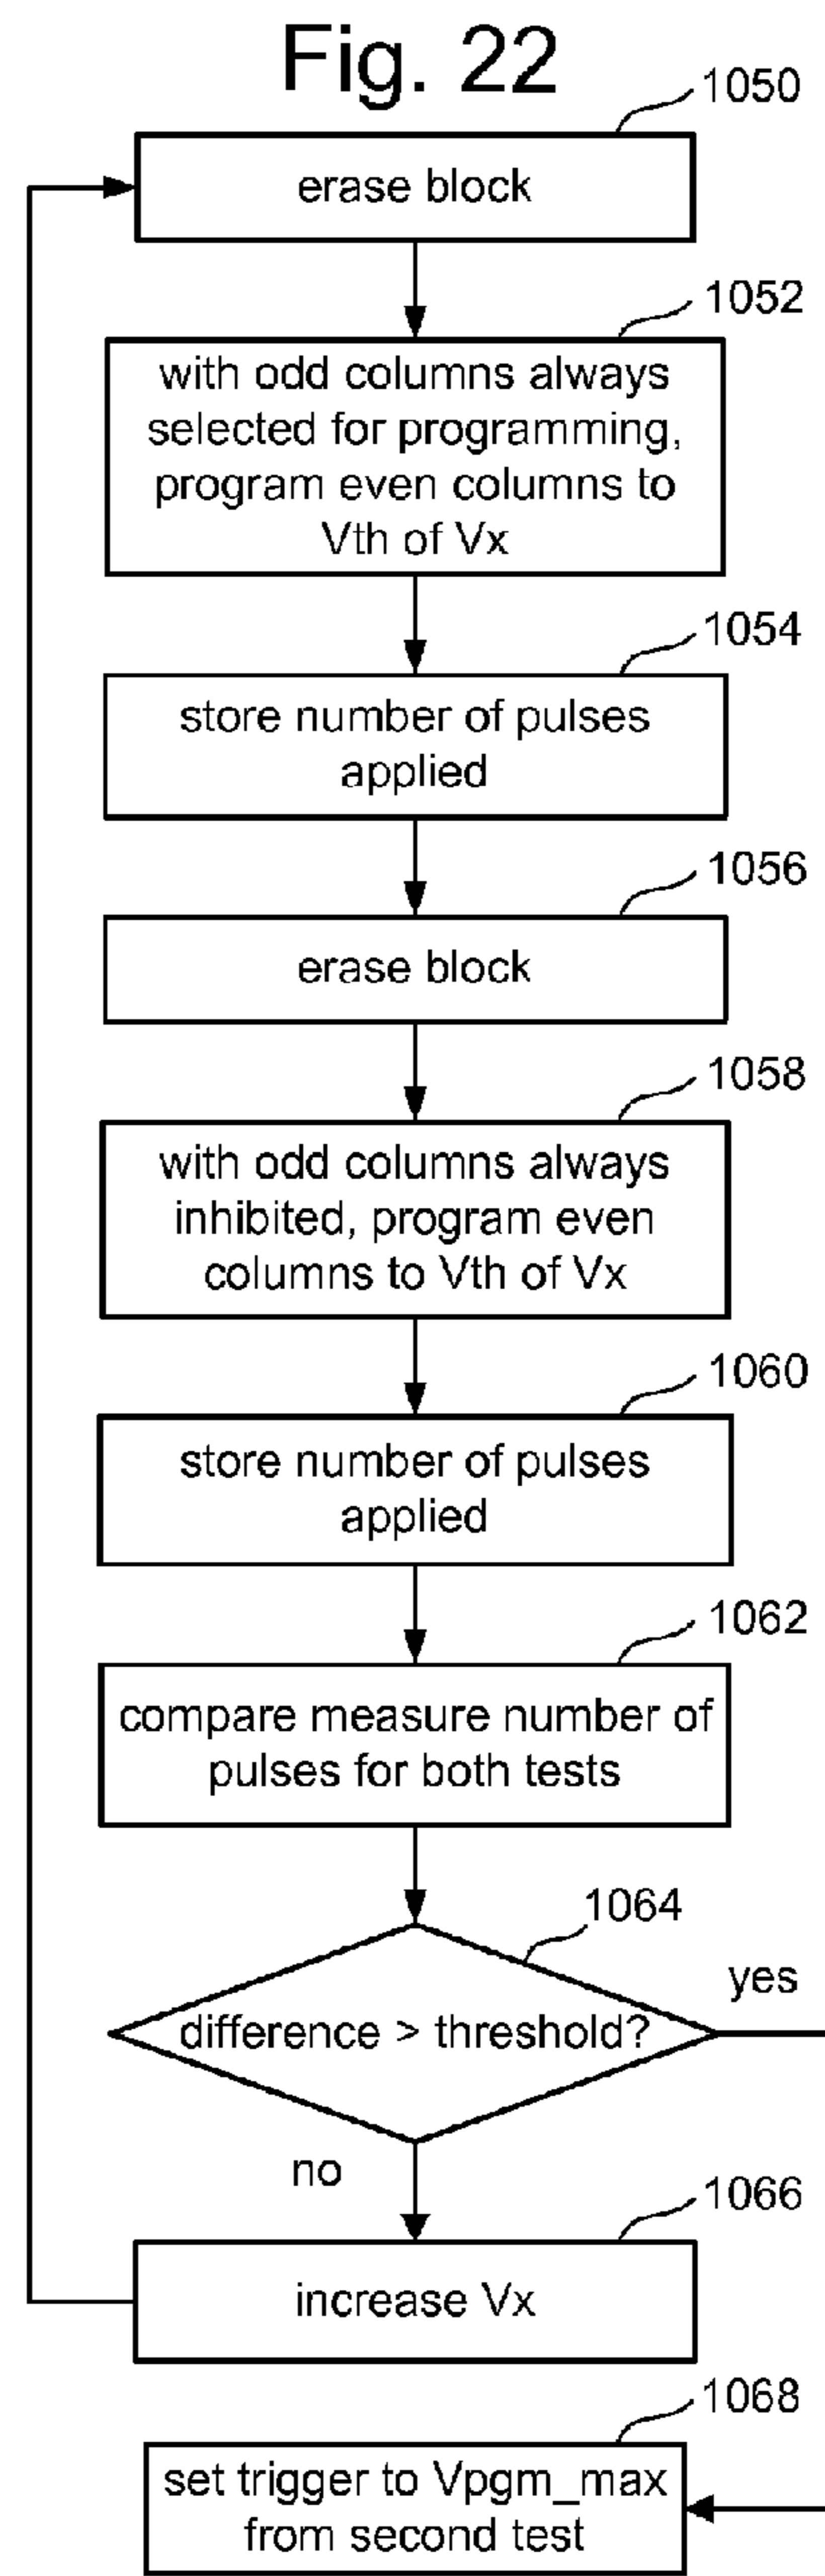 Fig. 22
1050
erase block
1052
with odd columns always
selected for programming,
program even columns to
Vth of Vx
1054
store number of pulses
applied
1056
erase block
1058
with odd columns always
inhibited, program even
columns to Vth of Vx
1060
store number of pulses
applied
1062
compare measure number of
pulses for both tests
1064
difference > threshold?
yes
no
1066
increase Vx
1068
set trigger to Vpgm_max
from second test